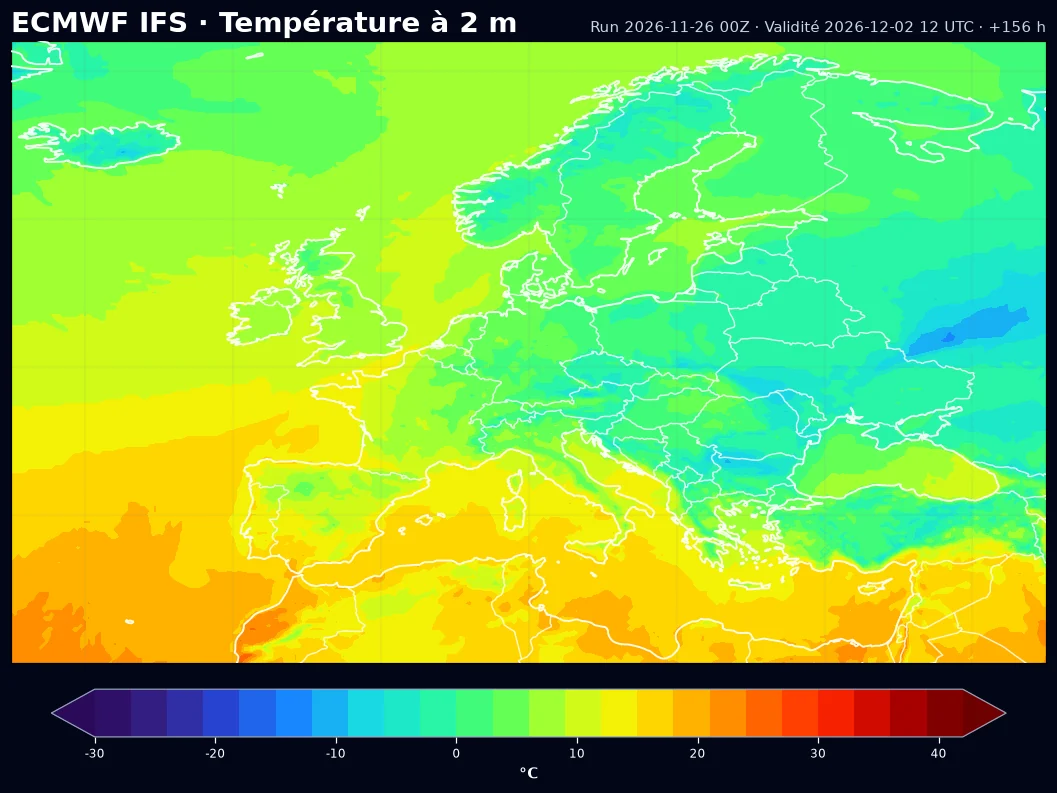 ECMWF IFS · Température à 2 m
Run 2026-11-26 00Z · Validité 2026-12-02 12 UTC · +156 h
-30 -20 -10 0 10 20 30 40
°C